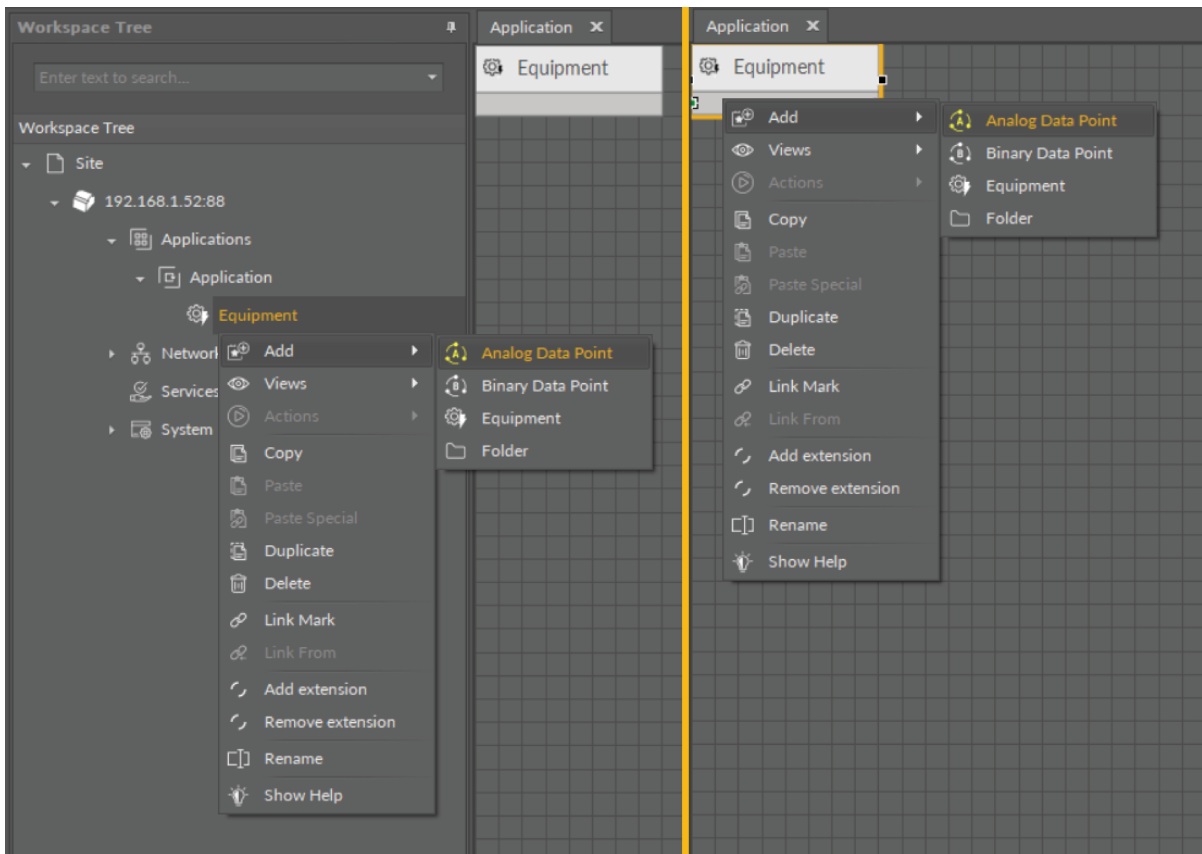 Workspace Tree
Enter text to search...
Workspace Tree
Site
192.168.1.52:88
Applications
Application
Equipment
Network
Services
System
Add
Views
Actions
Copy
Paste
Paste Special
Duplicate
Delete
Link Mark
Link From
Add extension
Remove extension
Rename
Show Help
Analog Data Point
Binary Data Point
Equipment
Folder
Application
Equipment
Application
Equipment
Add
Views
Actions
Copy
Paste
Paste Special
Duplicate
Delete
Link Mark
Link From
Add extension
Remove extension
Rename
Show Help
Analog Data Point
Binary Data Point
Equipment
Folder